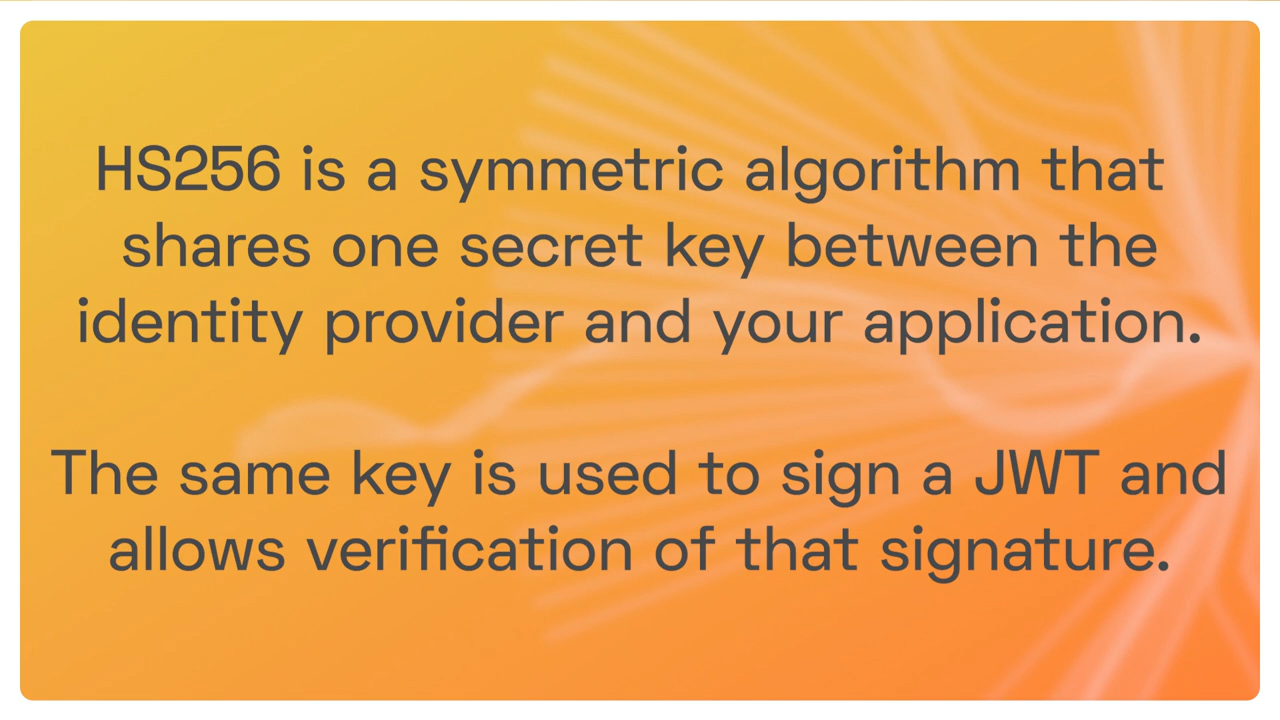 HS256 is a symmetric algorithm that
shares one secret key between the
identity provider and your application.
The same key is used to sign a JWT and
allows verification of that signature.